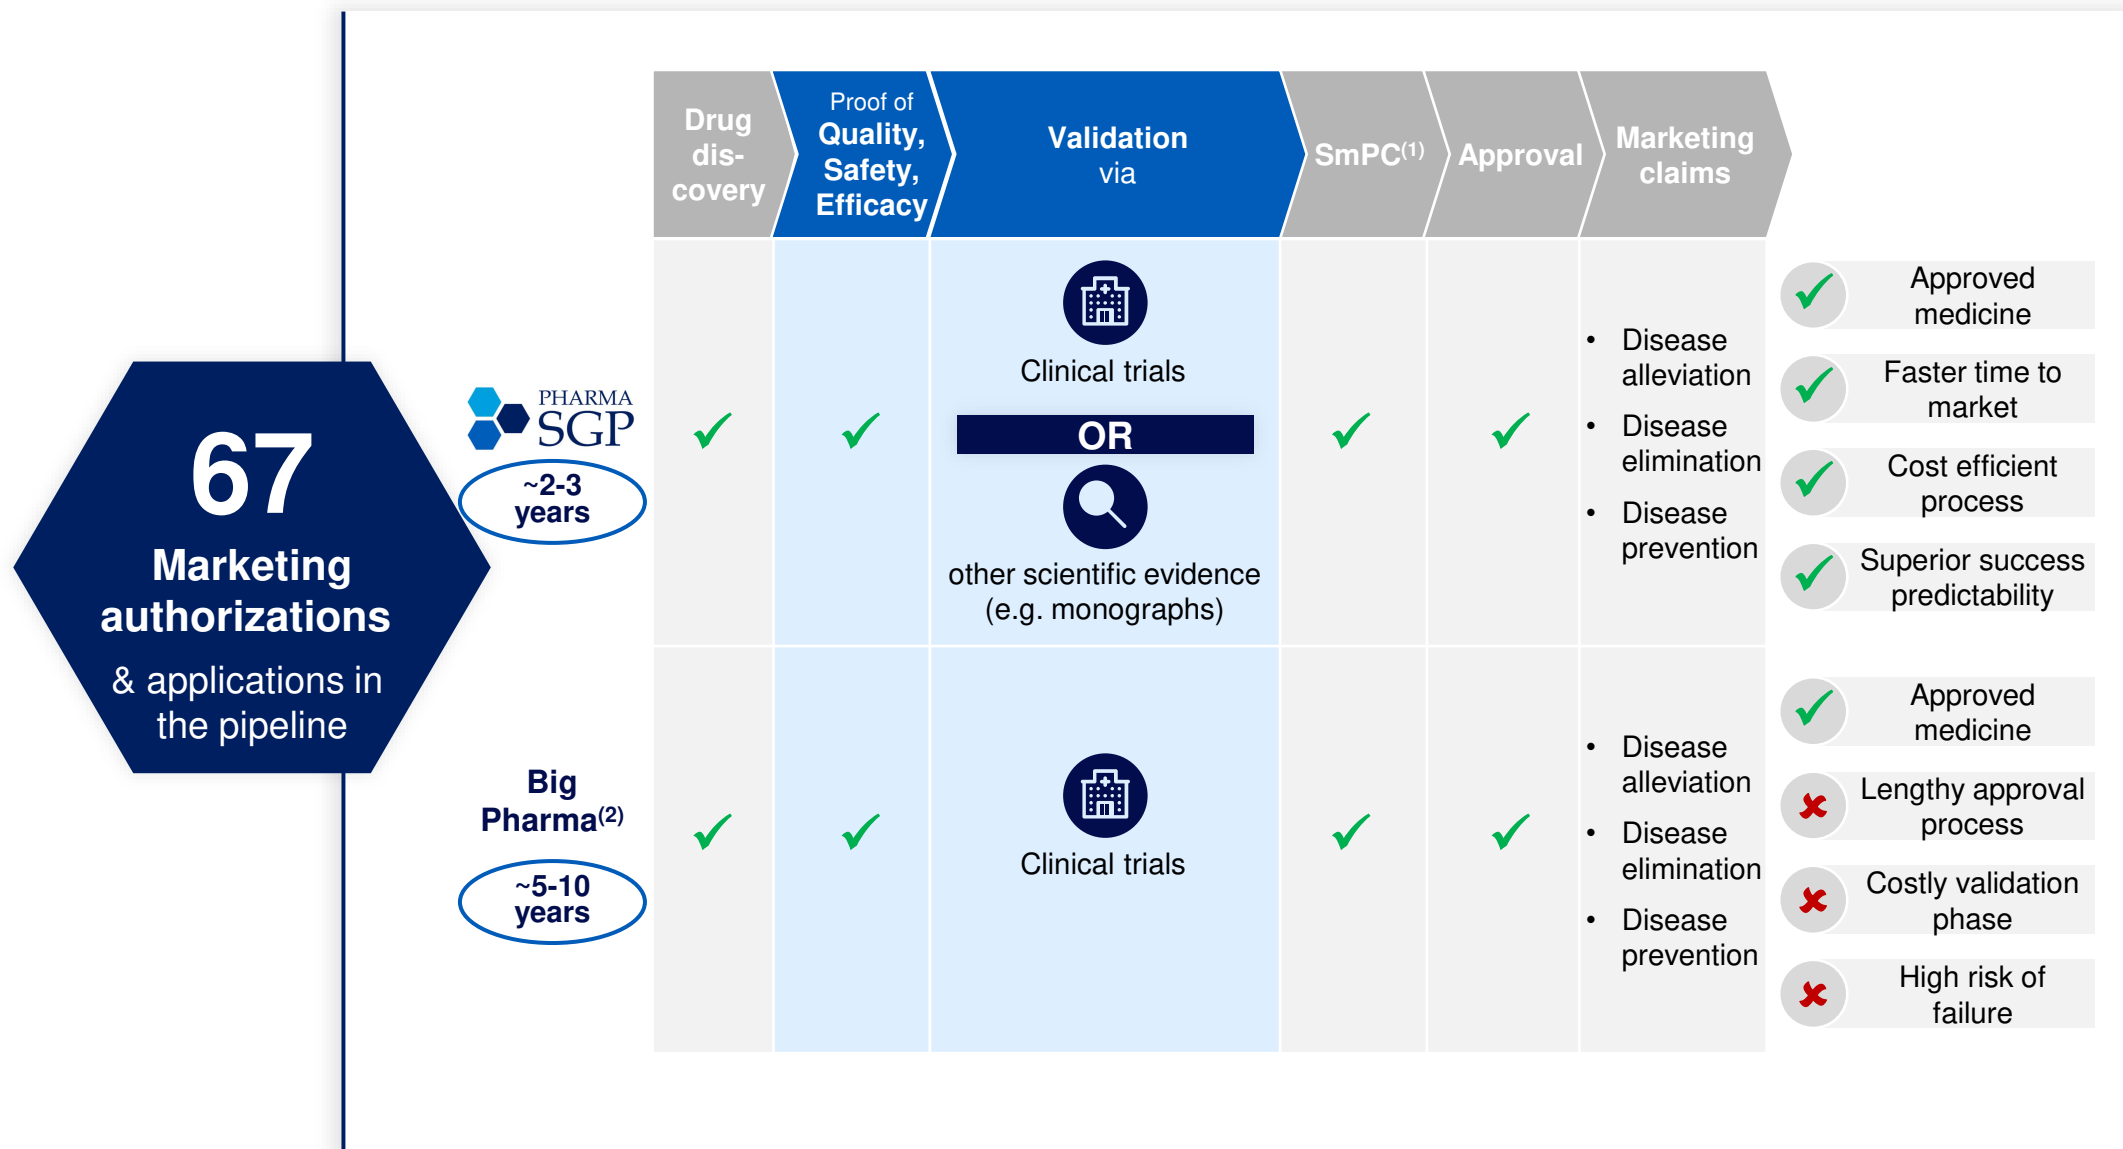 Drug
dis-
covery
Proof of
Quality,
Safety,
Efficacy
Validation
via
SmPC(1)
Approval
Marketing
claims
67
Marketing
authorizations
& applications in
the pipeline
PHARMA
SGP
~2-3
years
Clinical trials
OR
other scientific evidence
(e.g. monographs)
• Disease
alleviation
• Disease
elimination
• Disease
prevention
Approved
medicine
Faster time to
market
Cost efficient
process
Superior success
predictability
Big
Pharma(2)
~5-10
years
Clinical trials
• Disease
alleviation
• Disease
elimination
• Disease
prevention
Approved
medicine
Lengthy approval
process
Costly validation
phase
High risk of
failure